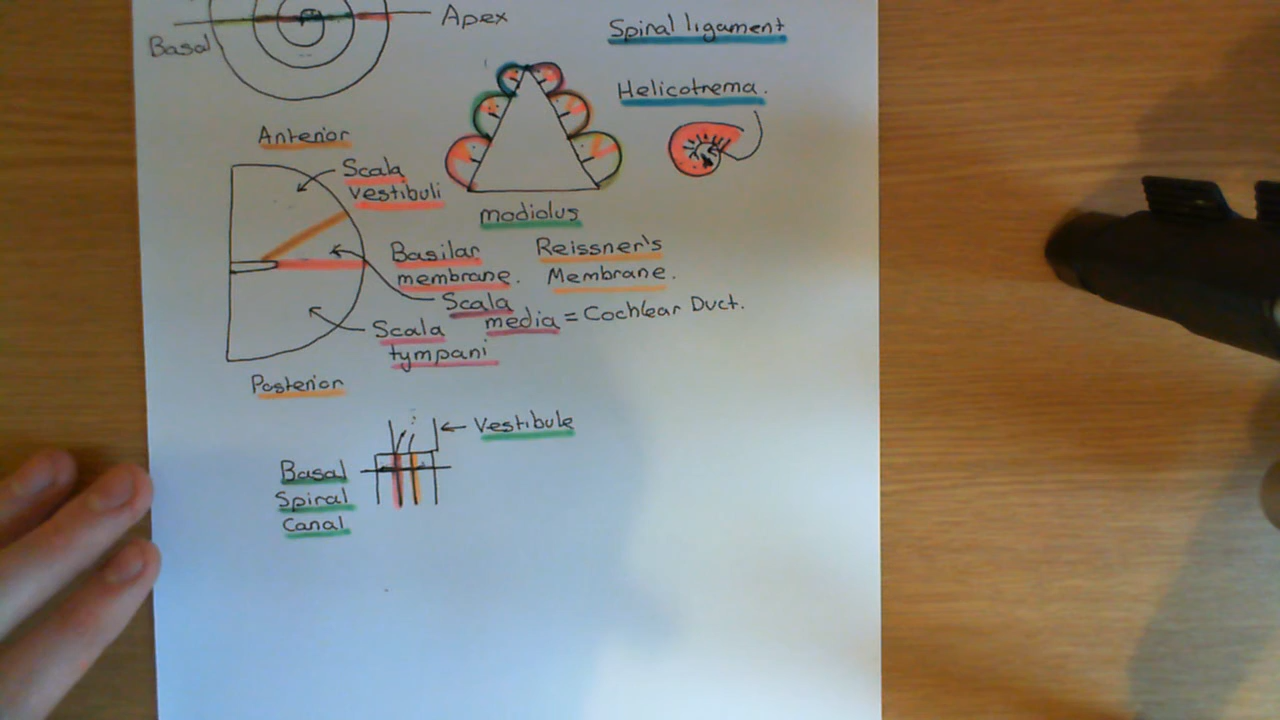 Apex
Basal
Spiral ligament
Helicotrema.
Anterior
Scala
vestibuli
modiolus
Basilar
membrane.
Reissner's
Membrane.
Scala
media = Cochlear Duct.
Scala
tympani
Posterior
Vestibule
Basal
Spiral
Canal